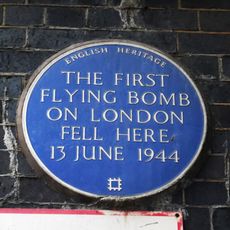 ENGLISH HERITAGE
THE FIRST
FLYING BOMB
ON LONDON
FELL HERE
13 JUNE 1944